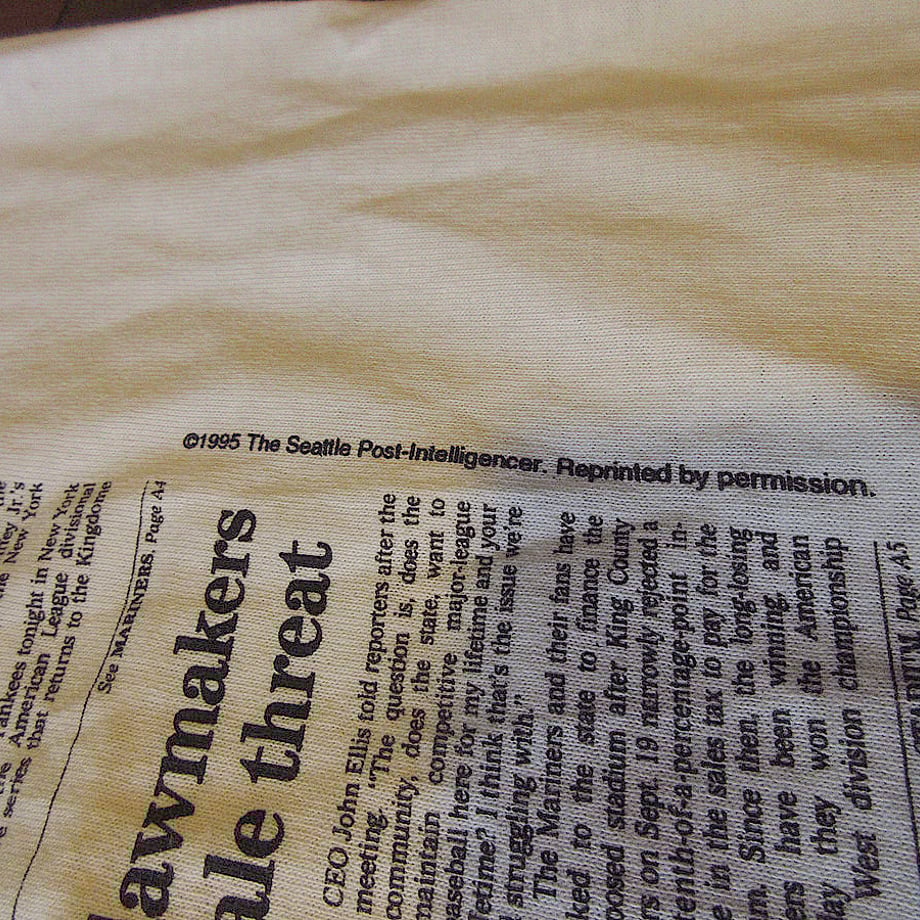 ©1995 The Seattle Post-Intelligencer. Reprinted by permission.
the
Jr.'s
New York
tonight in New York
American League divisional
series that returns to the Kingdome
See MARINERS, Page A4
lawmakers
threat
CEO John Ellis told reporters after the
meeting. "The question is, does the
community, does the state, want to
maintain competitive major-league
baseball here for my lifetime and your
lifetime? I think that's the issue we're
struggling with."
The Mariners and their fans have
to the state to finance the
stadium after King County
on Sept. 19 narrowly rejected a
percentage-point in-
in the sales tax to pay for the
Since then, the long-losing
have been winning, and
they won the American
West division championship
Page A5